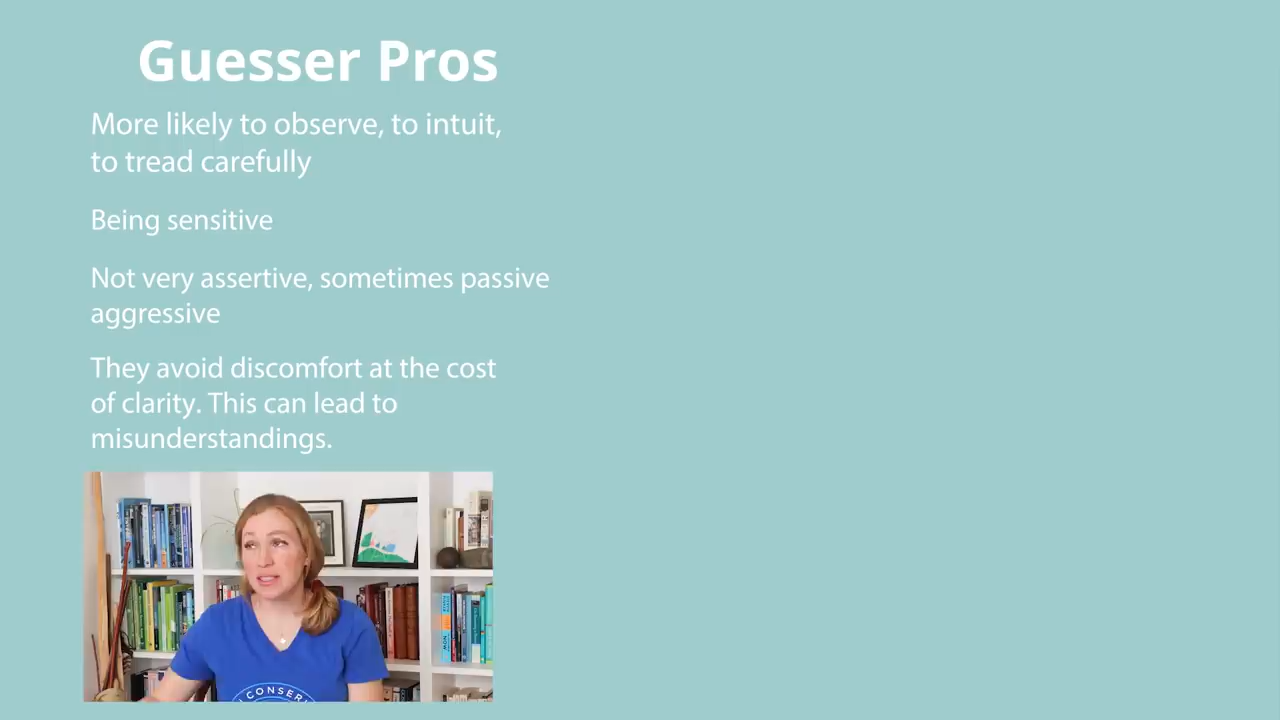 Guesser Pros
More likely to observe, to intuit,
to tread carefully
Being sensitive
Not very assertive, sometimes passive
aggressive
They avoid discomfort at the cost
of clarity. This can lead to
misunderstandings.